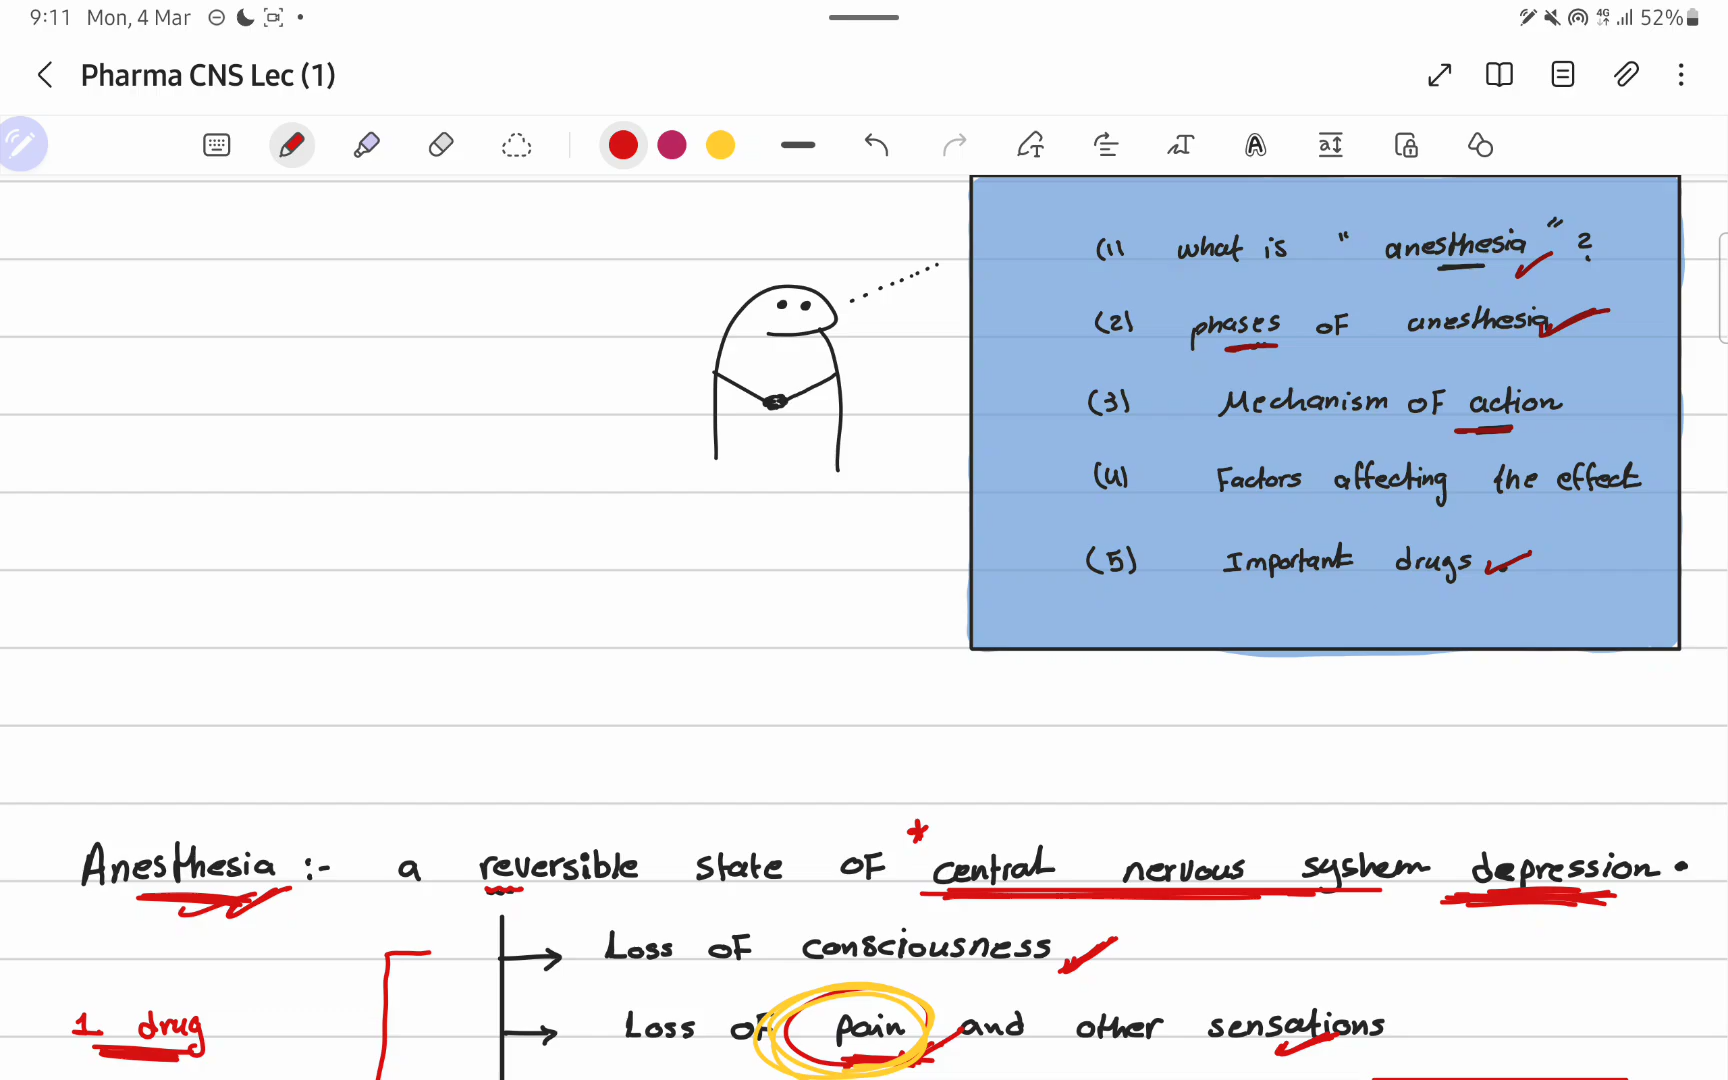 9:11 Mon, 4 Mar 4G 52%
Pharma CNS Lec (1)
(1) what is " anesthesia " ?
(2) phases of anesthesia
(3) Mechanism of action
(4) Factors affecting the effect
(5) Important drugs
Anesthesia :- a reversible state of * central nervous system depression.
Loss of consciousness
1 drug
Loss of pain and other sensations